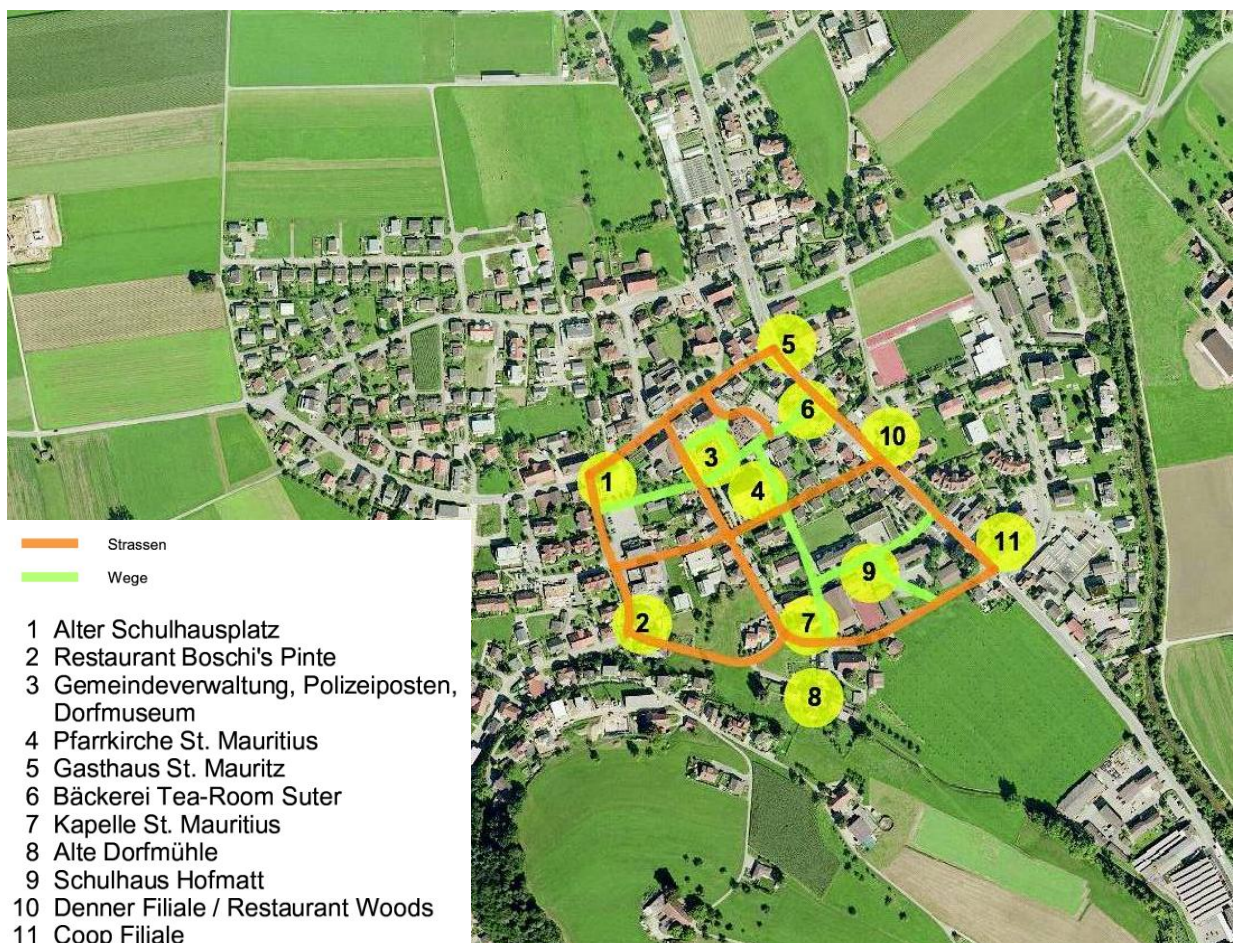 5
6
10
3
1
4
11
9
2
7
8
Strassen
Wege
1 Alter Schulhausplatz
2 Restaurant Boschi's Pinte
3 Gemeindeverwaltung, Polizeiposten,
Dorfmuseum
4 Pfarrkirche St. Mauritius
5 Gasthaus St. Mauritz
6 Bäckerei Tea-Room Suter
7 Kapelle St. Mauritius
8 Alte Dorfmühle
9 Schulhaus Hofmatt
10 Denner Filiale / Restaurant Woods
11 Coop Filiale